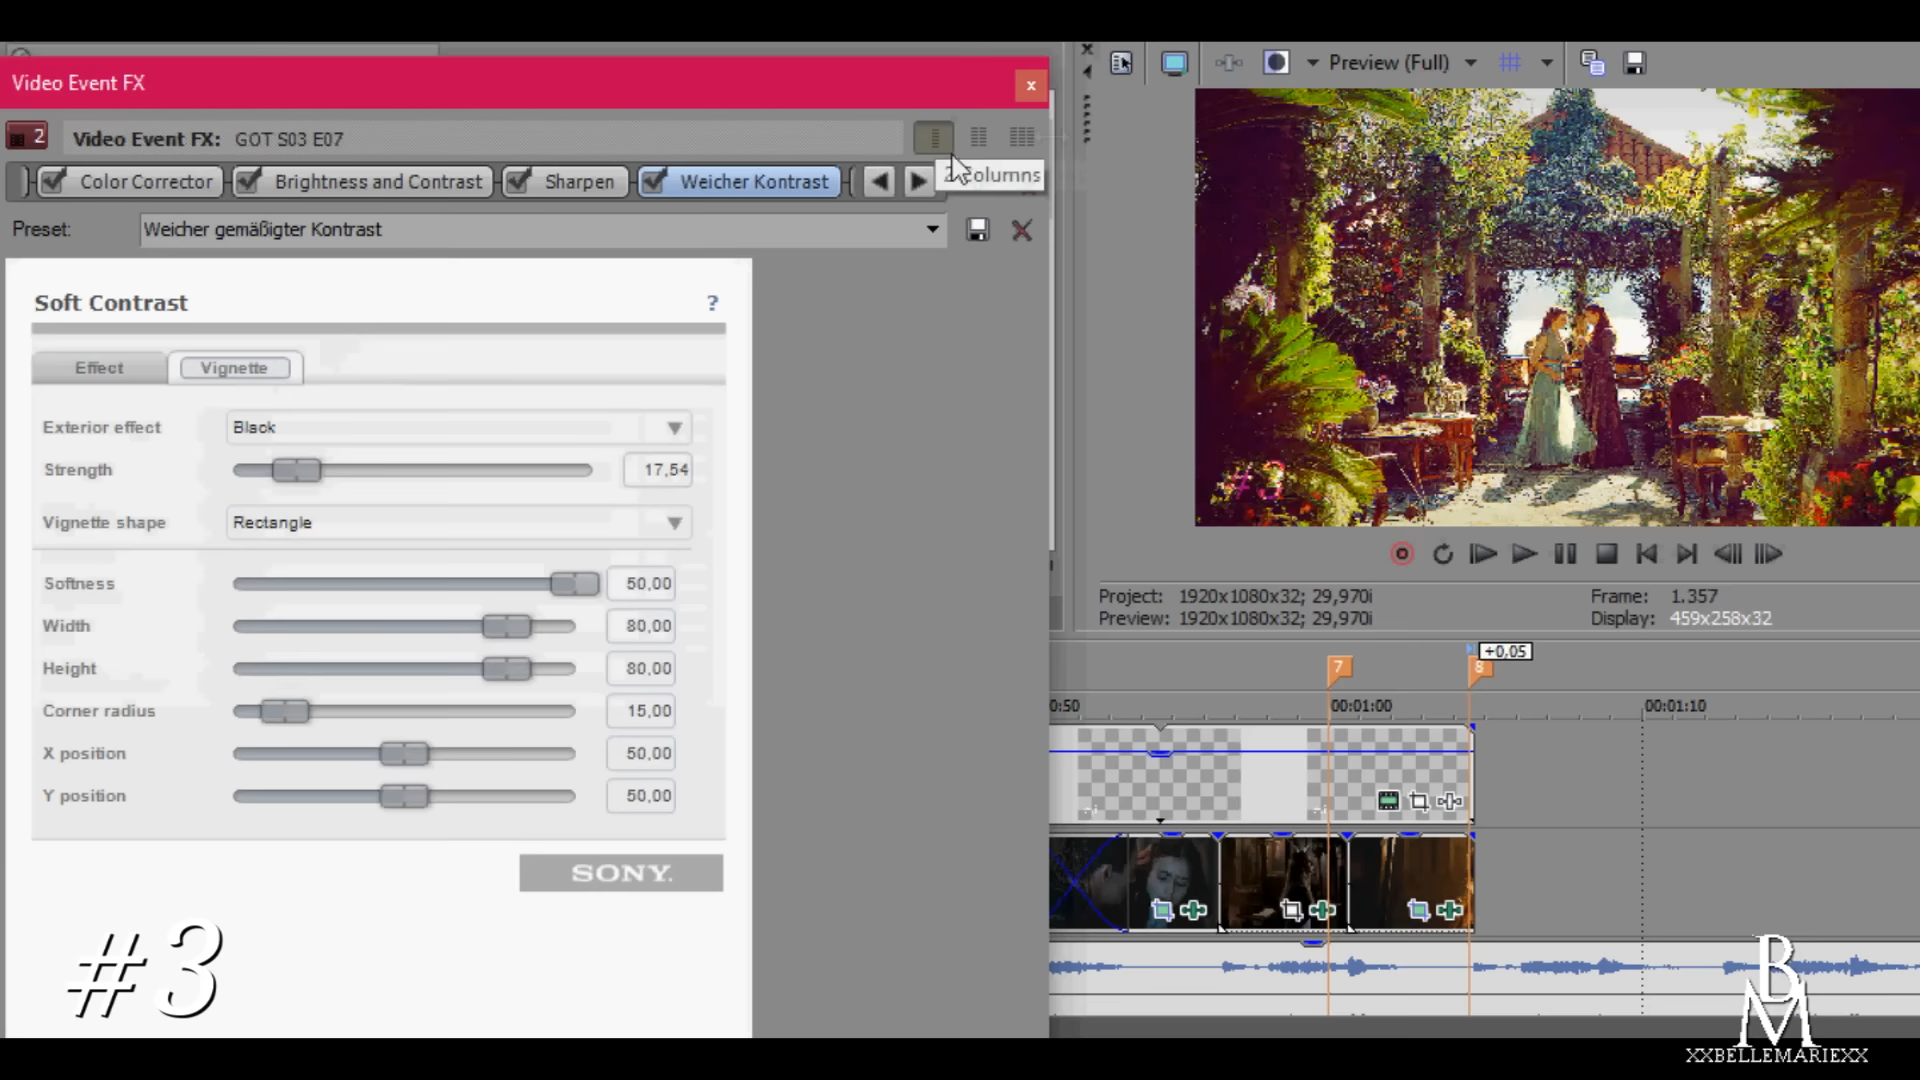 Video Event FX
x
2
Video Event FX: GOT S03 E07
Color Corrector
Brightness and Contrast
Sharpen
Weicher Kontrast
2 Columns
Preset:
Weicher gemäßigter Kontrast
Soft Contrast
?
Effect
Vignette
Exterior effect
Black
Strength
17,54
Vignette shape
Rectangle
Softness
50,00
Width
80,00
Height
80,00
Corner radius
15,00
X position
50,00
Y position
50,00
SONY
#3
Preview (Full)
Project: 1920x1080x32; 29,970i
Preview: 1920x1080x32; 29,970i
Frame: 1.357
Display: 459x258x32
+0,05
7
8
0:50
00:01:00
00:01:10
BM
XXBELLEMARIEXX